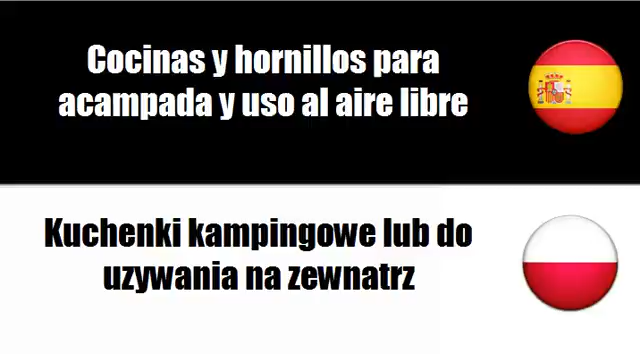 Cocinas y hornillos para
acampada y uso al aire libre
Kuchenki kampingowe lub do
uzywania na zewnatrz